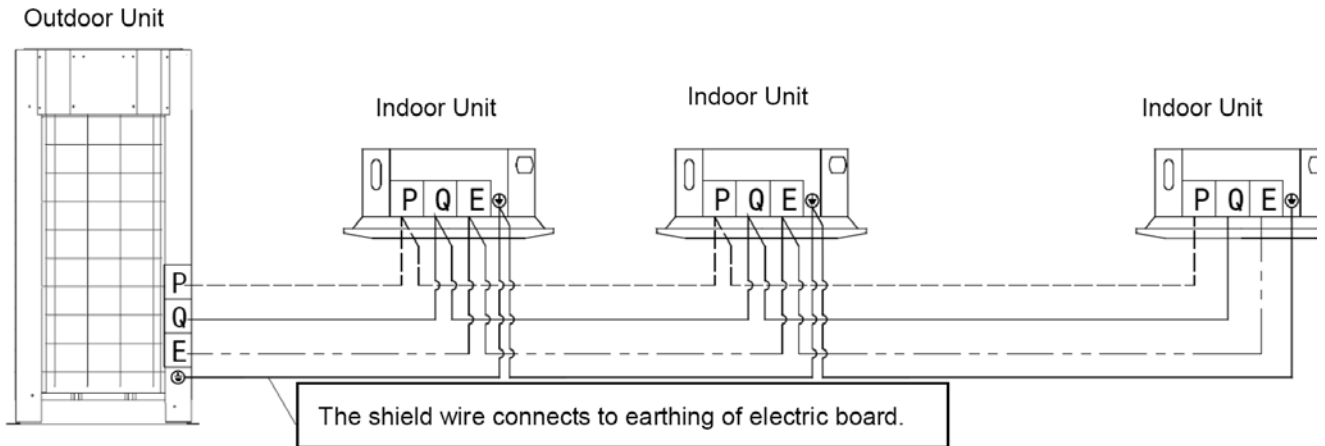 Outdoor Unit
Indoor Unit
Indoor Unit
Indoor Unit
P Q E
P Q E
P Q E
P
Q
E
The shield wire connects to earthing of electric board.